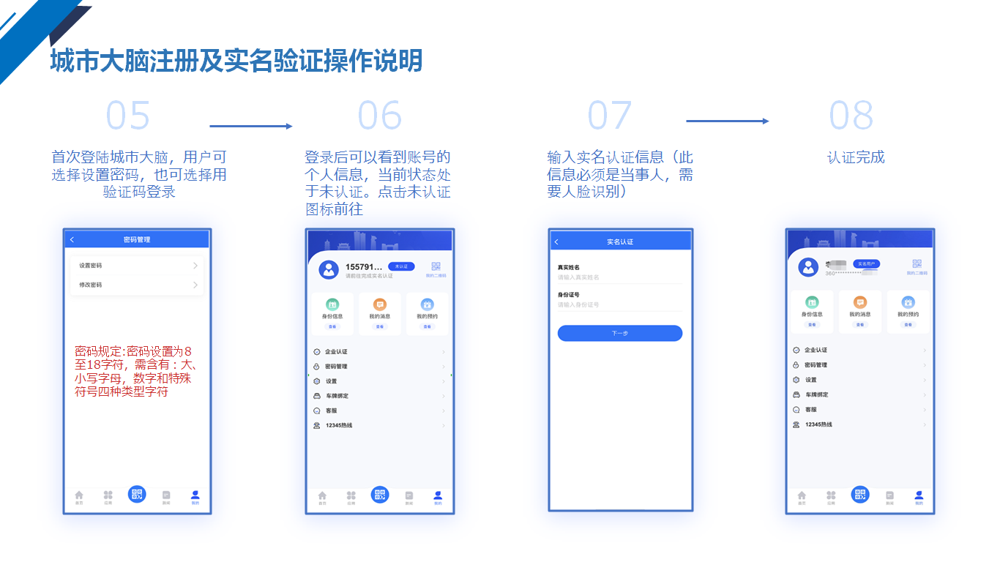 城市大脑注册及实名验证操作说明
05
首次登陆城市大脑，用户可
选择设置密码，也可选择用
验证码登录
06
登录后可以看到账号的
个人信息，当前状态处
于未认证。点击未认证
图标前往
07
输入实名认证信息（此
信息必须是当事人，需
要人脸识别）
08
认证完成
密码管理
设置密码
修改密码
密码规定:密码设置为8
至18字符，需含有：大、
小写字母，数字和特殊
符号四种类型字符
首页
应用
新闻
我的
155791...
未认证
请前往完成实名认证
我的二维码
身份信息
我的消息
我的预约
查看
查看
查看
企业认证
密码管理
设置
车牌绑定
客服
12345热线
首页
应用
新闻
我的
实名认证
真实姓名
请输入真实姓名
身份证号
请输入身份证号
下一步
实名用户
360***********
我的二维码
身份信息
我的消息
我的预约
查看
查看
查看
企业认证
密码管理
设置
车牌绑定
客服
12345热线
首页
应用
新闻
我的